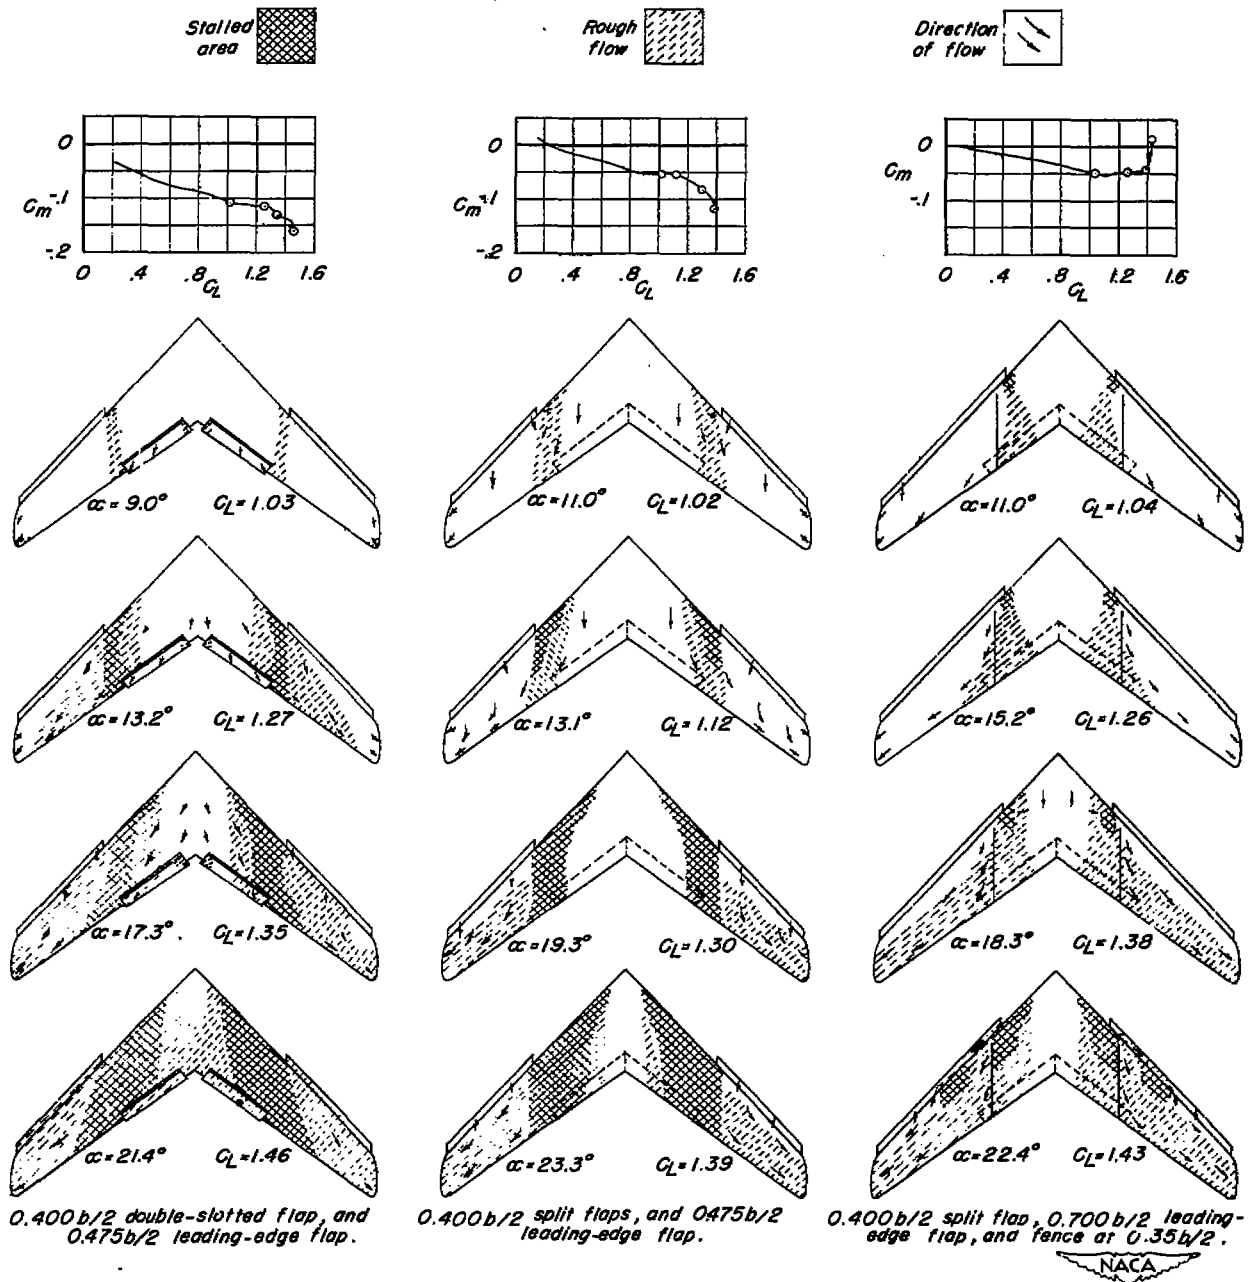 Stalled
area
Rough
flow
Direction
of flow
0
-.1
-.2
Cm
0 .4 .8 1.2 1.6
CL
0
-.1
-.2
Cm
0 .4 .8 1.2 1.6
CL
0
Cm
-.1
0 .4 .8 1.2 1.6
CL
α=9.0° CL=1.03
α=11.0° CL=1.02
α=11.0° CL=1.04
α=13.2° CL=1.27
α=13.1° CL=1.12
α=15.2° CL=1.26
α=17.3°. CL=1.35
α=19.3° CL=1.30
α=18.3° CL=1.38
α=21.4° CL=1.46
α=23.3° CL=1.39
α=22.4° CL=1.43
0.400b/2 double-slotted flap, and
0.475b/2 leading-edge flap.
0.400b/2 split flaps, and 0.475b/2
leading-edge flap.
0.400b/2 split flap, 0.700b/2 leading-
edge flap, and fence at 0.35b/2.
NACA